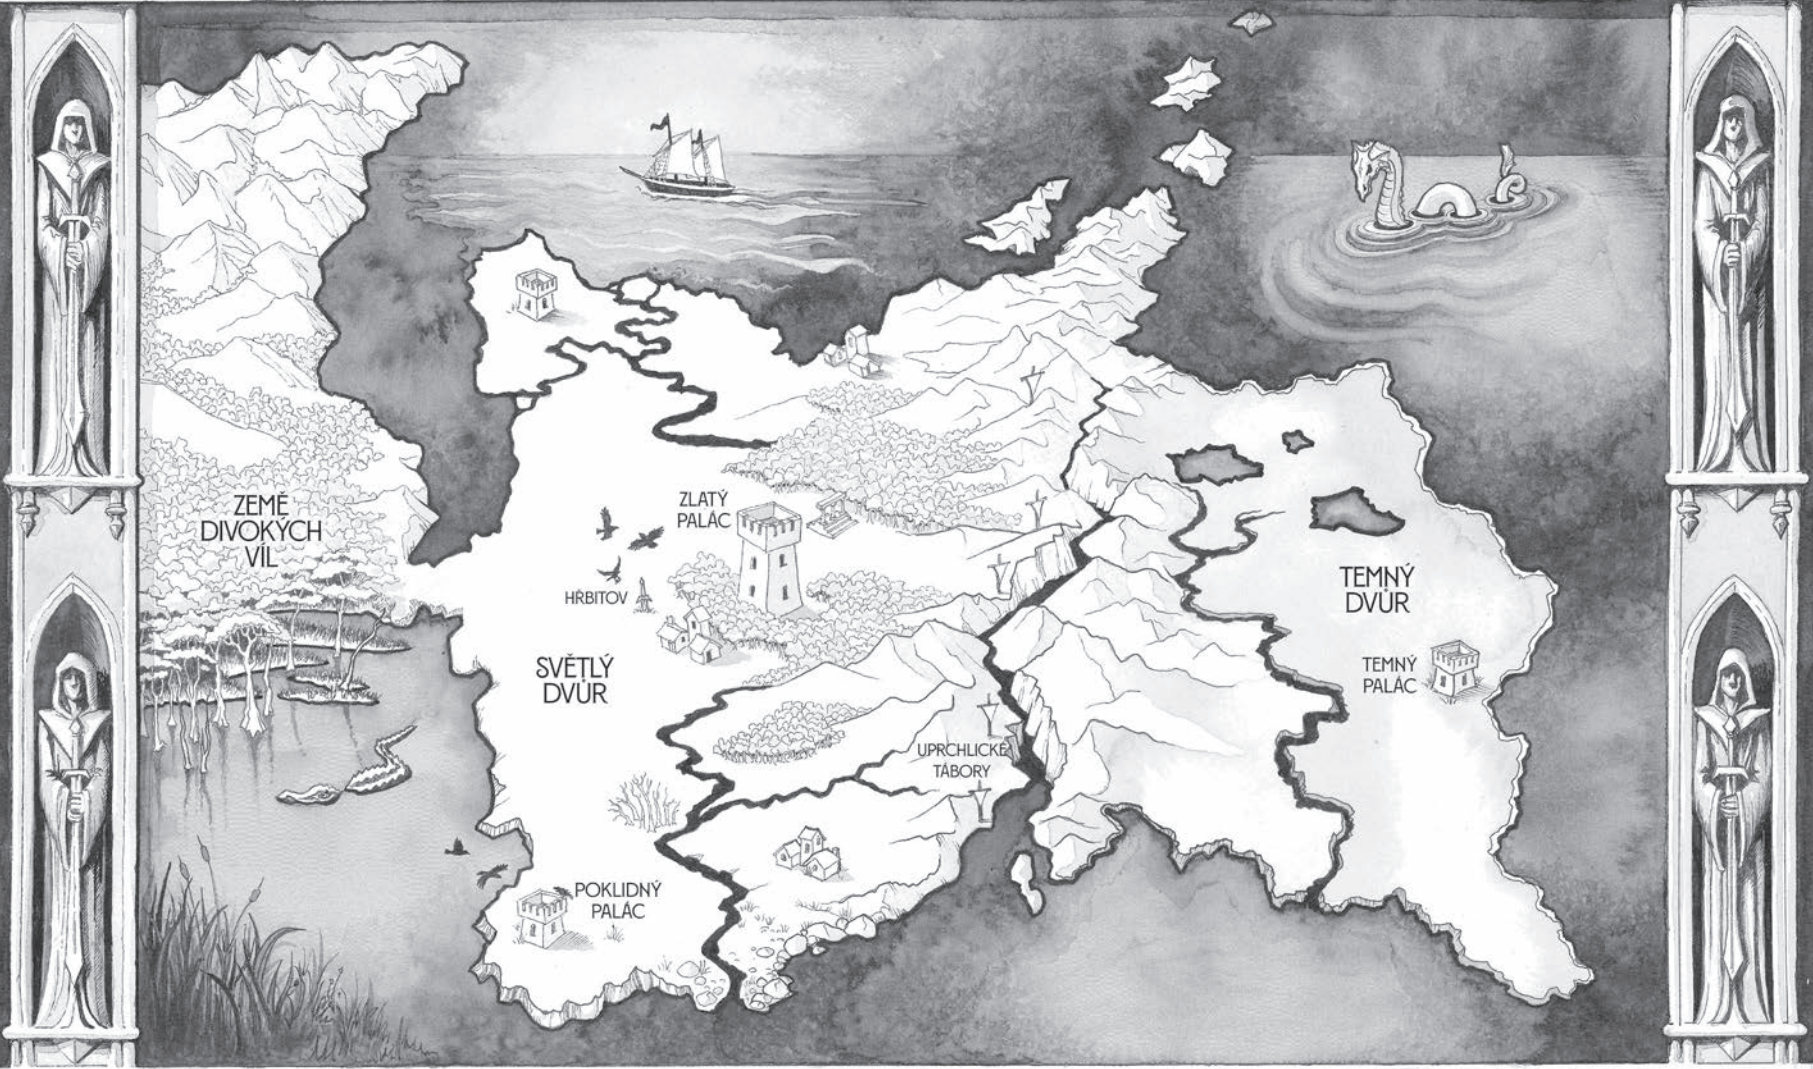 ZEMĚ
DIVOKÝCH
VÍL
ZLATÝ
PALÁC
HŘBITOV
SVĚTLÝ
DVŮR
UPRCHLICKÉ
TÁBORY
POKLIDNÝ
PALÁC
TEMNÝ
DVŮR
TEMNÝ
PALÁC